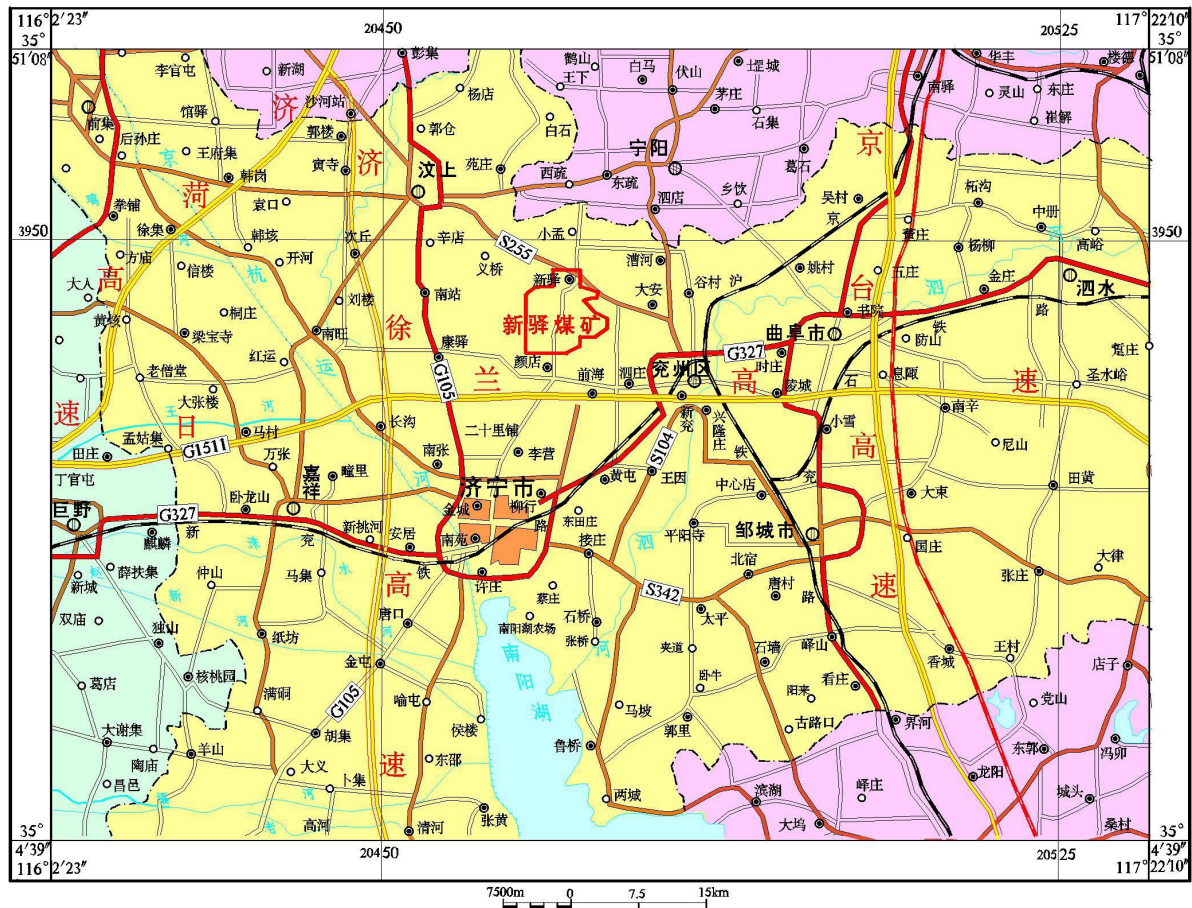 116°2′23″
20450
20525
117°22′10″
35°
51′08″
35°
51′08″
李官屯
新湖
济
沙河站
彭集
杨店
鹤山
王下
白马
伏山
堽城
华丰
楼德
南驿
灵山
东庄
前集
馆驿
郭楼
郭仓
白石
茅庄
石集
崔解
后孙庄
王府集
寅寺
济
汶上
苑庄
宁阳
葛石
京
京
韩岗
菏
西疏
东疏
泗店
乡饮
吴村
柘沟
袁口
拳铺
徐集
韩垓
次丘
辛店
小孟
S255
京
董庄
中册
河
3950
3950
方庙
高
信楼
开河
杭
义桥
新驿
漕河
谷村
沪
姚村
王庄
杨柳
高峪
大人
刘楼
南站
大安
台
泗
金庄
泗水
黄垓
桐庄
徐
新驿煤矿
书院
路
梁宝寺
南旺
康驿
曲阜市
铁
防山
红运
运
颜店
兰
G327
时庄
老僧堂
G105
前海
泗庄
兖州区
高
陵城
石
息陬
圣水峪
速
王
河
大张楼
日
新兖
兴隆庄
小雪
南辛
速
孟姑集
马村
长沟
二十里铺
高
尼山
G1511
田庄
万张
疃里
南张
李营
S104
铁
兖
丁官屯
嘉祥
河
济宁市
黄屯
王因
中心店
大束
田黄
巨野
卧龙山
G327
新
金城
柳行
路
东田庄
麒麟
兖
新桃河
安居
南苑
接庄
泗
平阳寺
邹城市
国庄
薛扶集
洙
铁
大律
新城
仲山
马集
水
高
许庄
北宿
唐村
路
速
张庄
新
蔡庄
S342
双庙
河
唐口
南阳湖农场
石桥
太平
独山
纸坊
河
张桥
河
夹道
石墙
峄山
香城
王村
金屯
南阳湖
卧牛
店子
葛店
核桃园
满硐
G105
喻屯
马坡
阳来
看庄
党山
侯楼
郭里
古路口
界河
大谢集
羊山
胡集
鲁桥
东郭
冯卯
陶庙
大义
速
东邵
龙阳
昌邑
卜集
河
两城
滨湖
峄庄
城头
高河
老
清河
张黄
大坞
桑村
35°
4′39″
35°
4′39″
116°2′23″
20450
20525
117°22′10″
7500m
0
7.5
15km